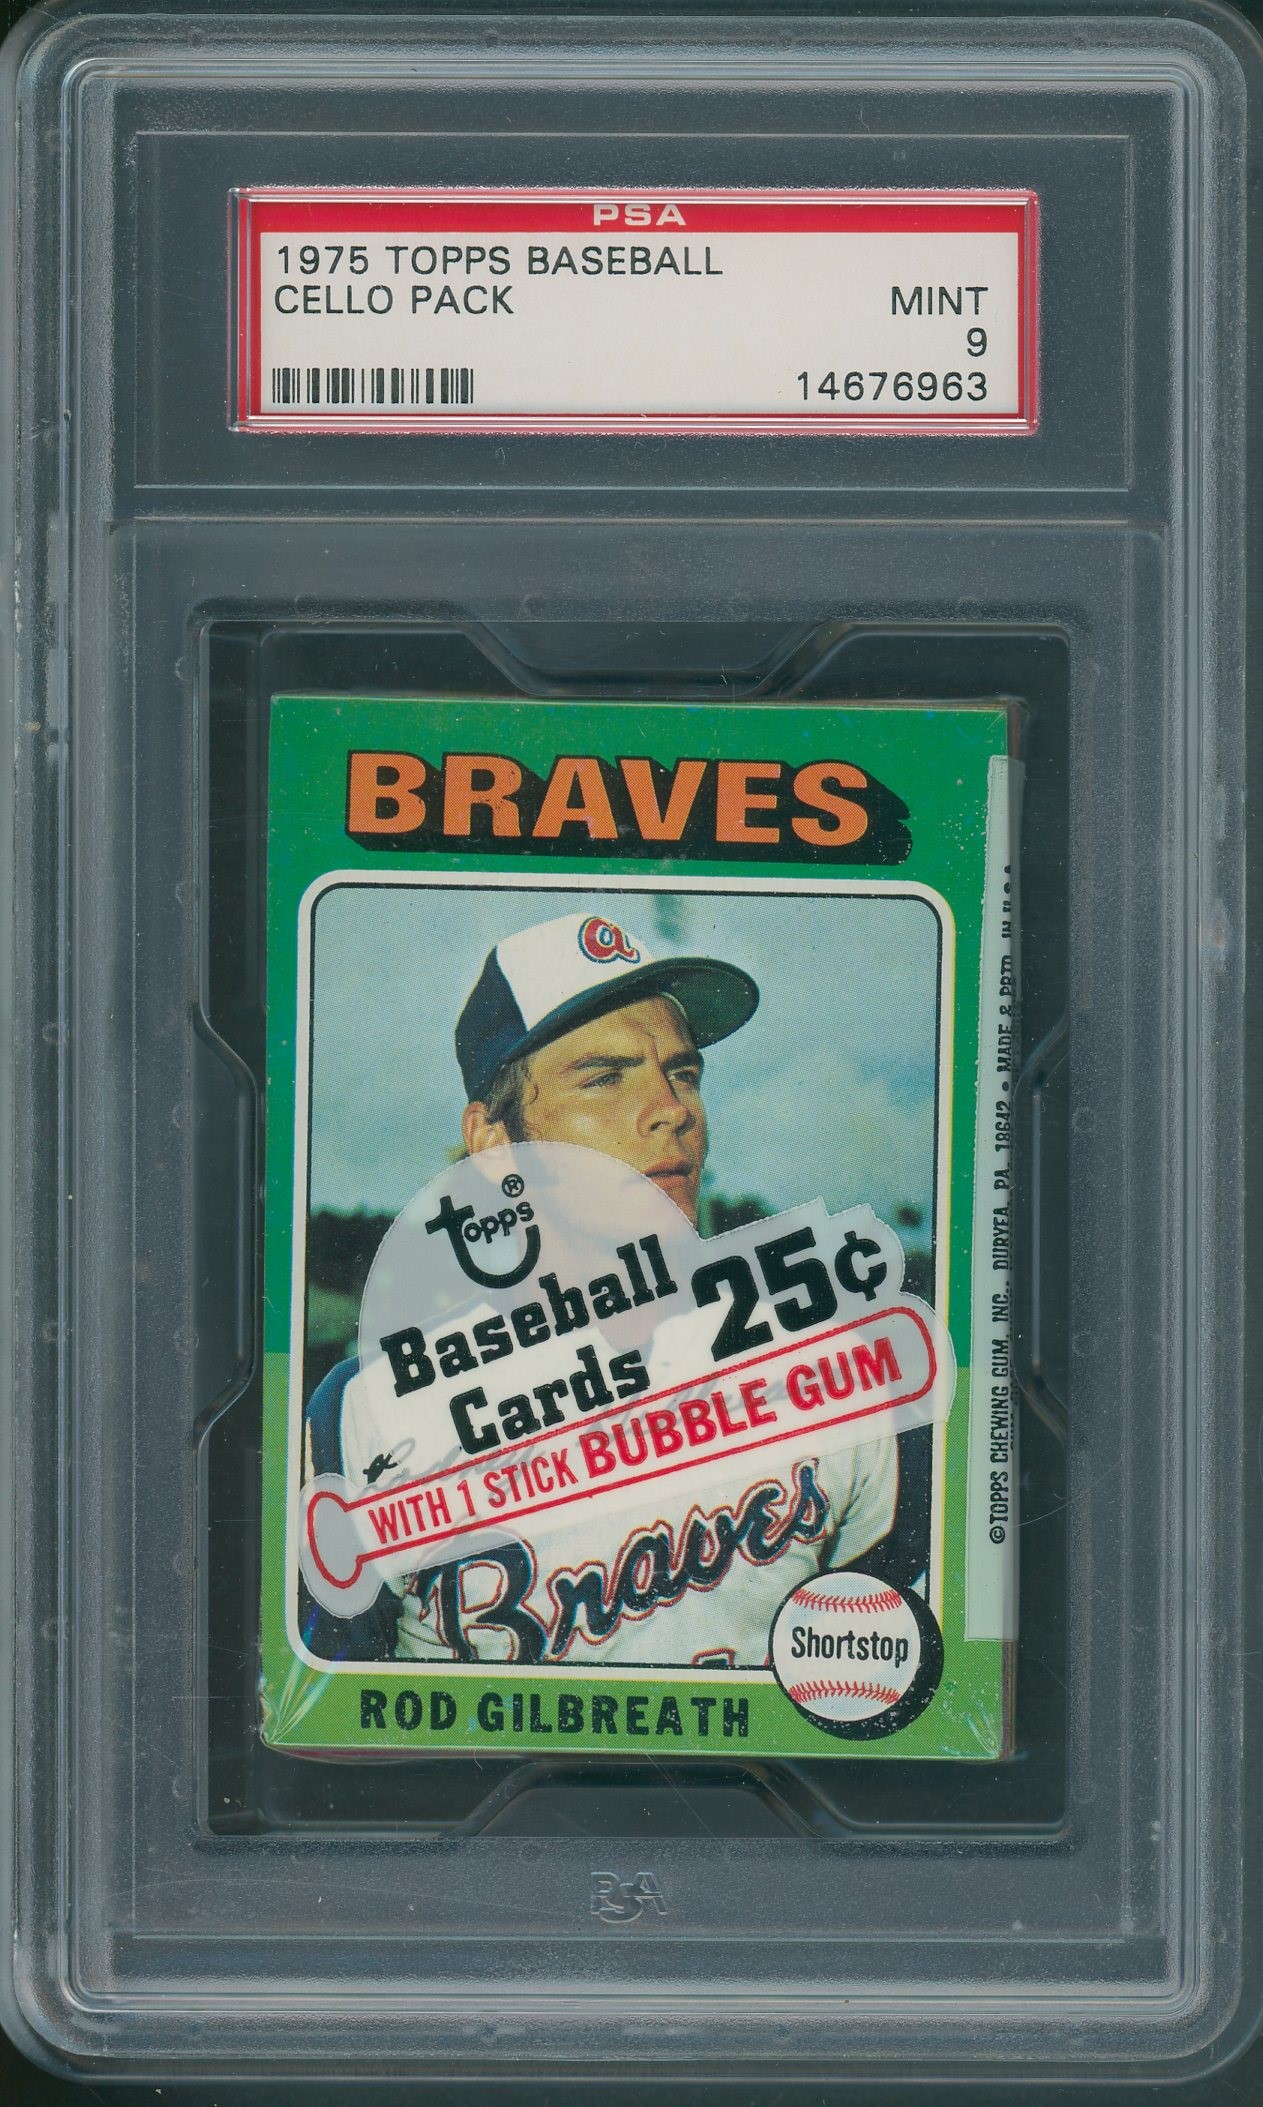 PSA
1975 TOPPS BASEBALL
CELLO PACK
MINT
9
14676963
BRAVES
a
topps®
Baseball
Cards
25¢
WITH 1 STICK BUBBLE GUM
Braves
Shortstop
ROD GILBREATH
©TOPPS CHEWING GUM, INC., DURYEA, PA. 18642 • MADE & PRTD. IN U.S.A.
PSA